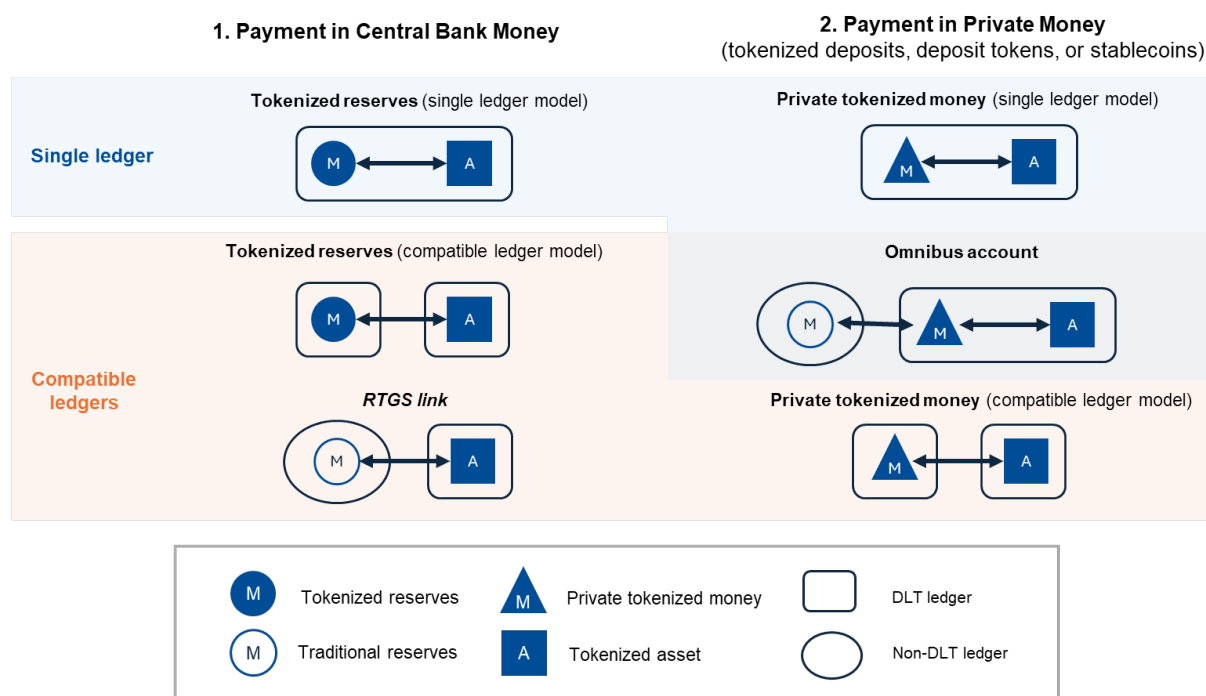 1. Payment in Central Bank Money
2. Payment in Private Money
(tokenized deposits, deposit tokens, or stablecoins)
Single ledger
Tokenized reserves (single ledger model)
M
A
Private tokenized money (single ledger model)
M
A
Compatible
ledgers
Tokenized reserves (compatible ledger model)
M
A
Omnibus account
M
M
A
RTGS link
M
A
Private tokenized money (compatible ledger model)
M
A
M
Tokenized reserves
M
Private tokenized money
DLT ledger
M
Traditional reserves
A
Tokenized asset
Non-DLT ledger